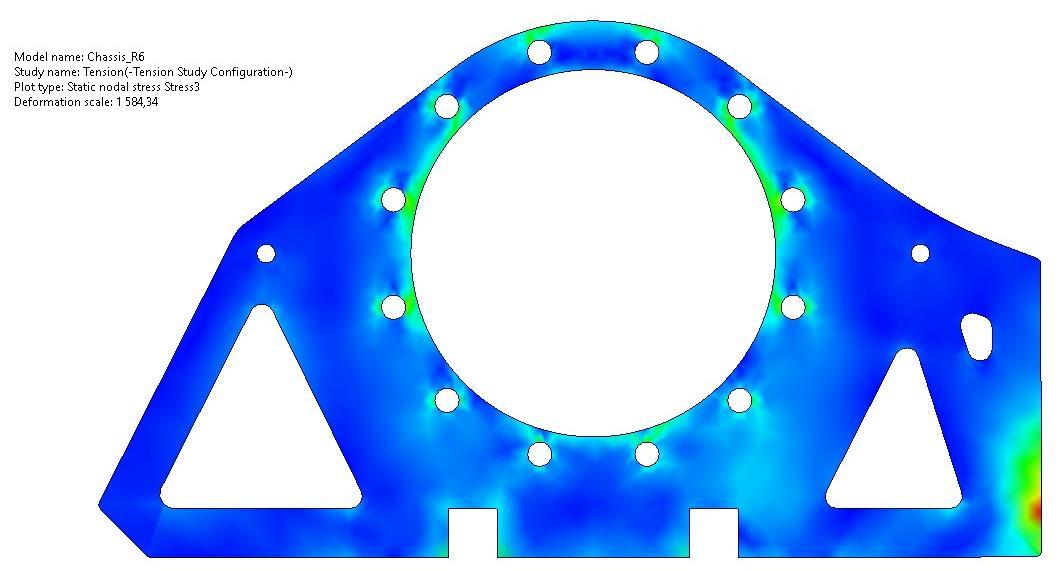 Model name: Chassis_R6
Study name: Tension(-Tension Study Configuration-)
Plot type: Static nodal stress Stress3
Deformation scale: 1 584,34